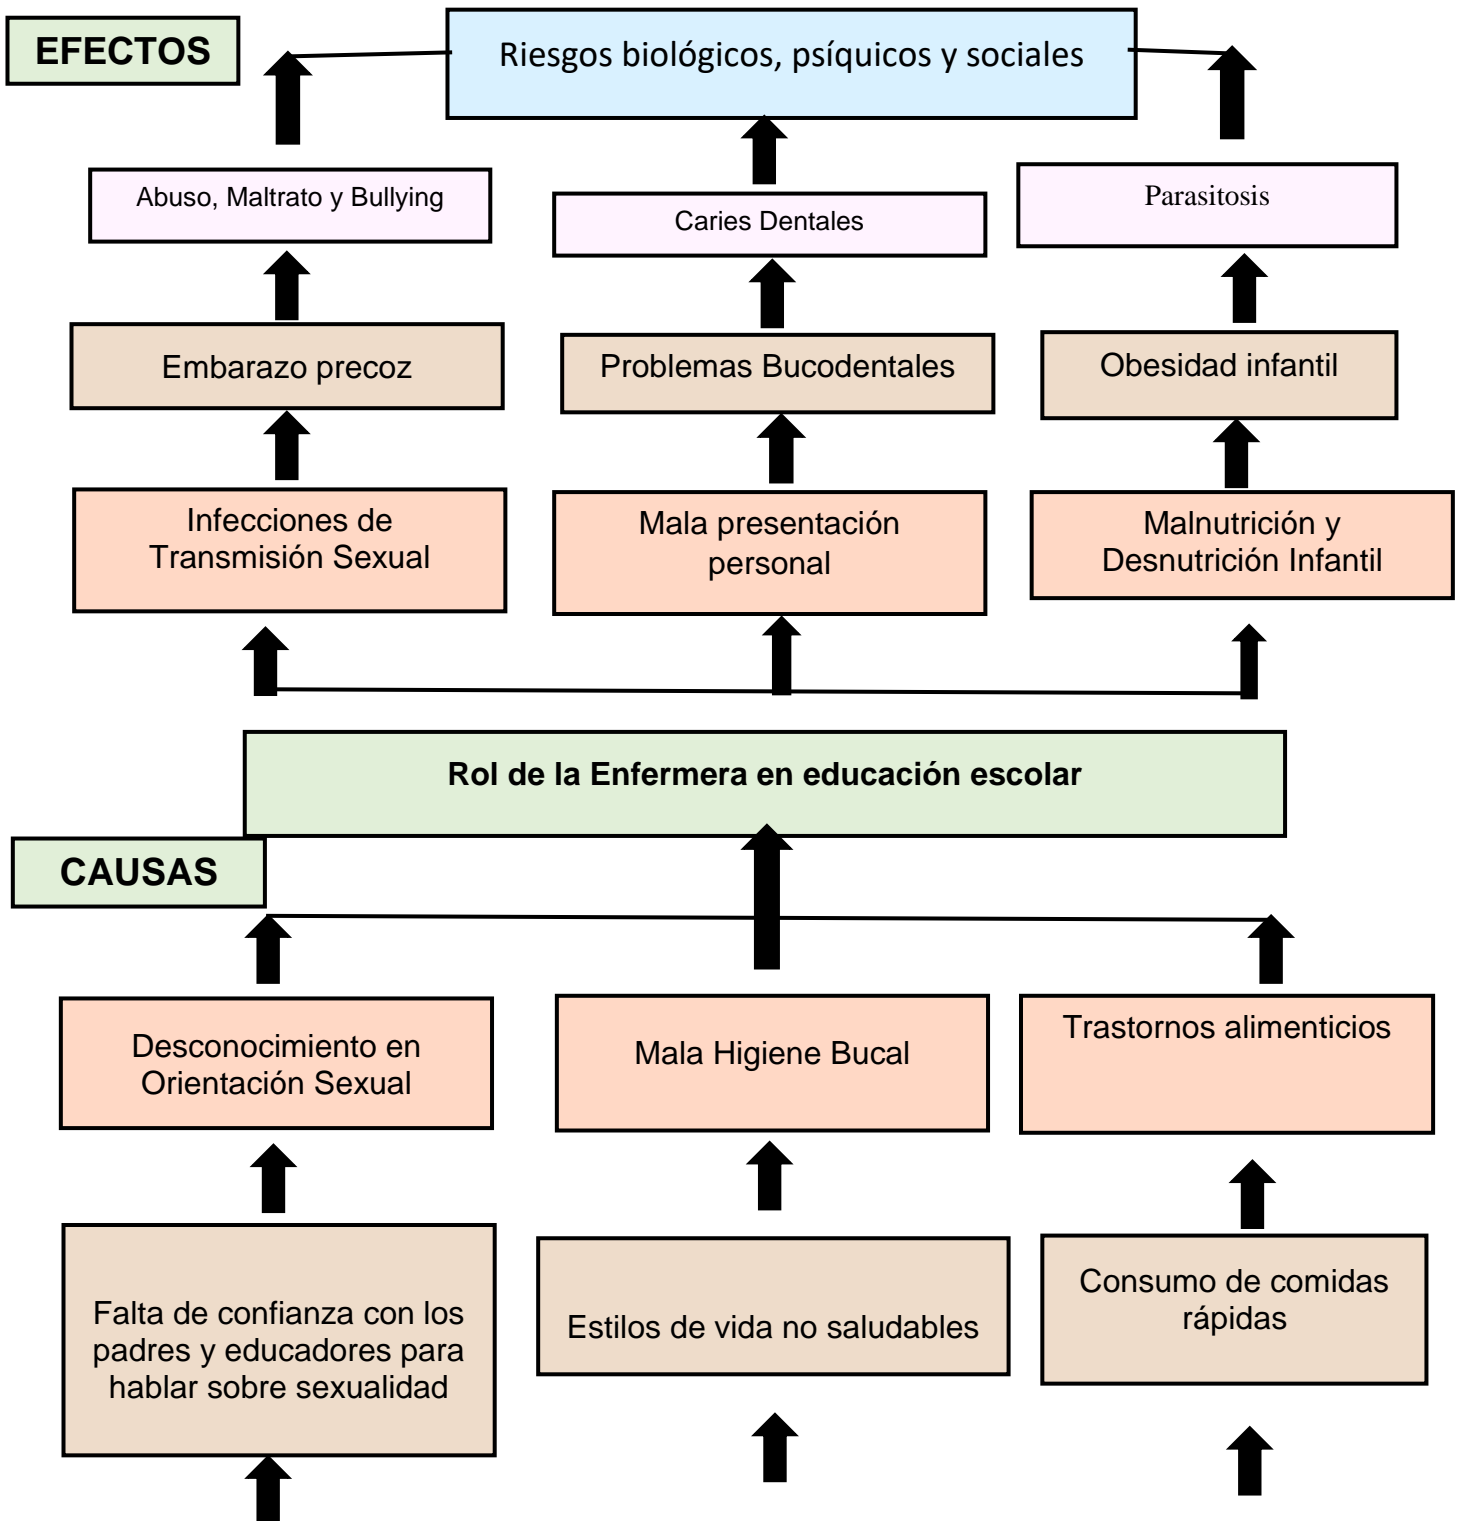 EFECTOS
Riesgos biológicos, psíquicos y sociales
Abuso, Maltrato y Bullying
Caries Dentales
Parasitosis
Embarazo precoz
Problemas Bucodentales
Obesidad infantil
Infecciones de
Transmisión Sexual
Mala presentación
personal
Malnutrición y
Desnutrición Infantil
Rol de la Enfermera en educación escolar
CAUSAS
Desconocimiento en
Orientación Sexual
Mala Higiene Bucal
Trastornos alimenticios
Falta de confianza con los
padres y educadores para
hablar sobre sexualidad
Estilos de vida no saludables
Consumo de comidas
rápidas